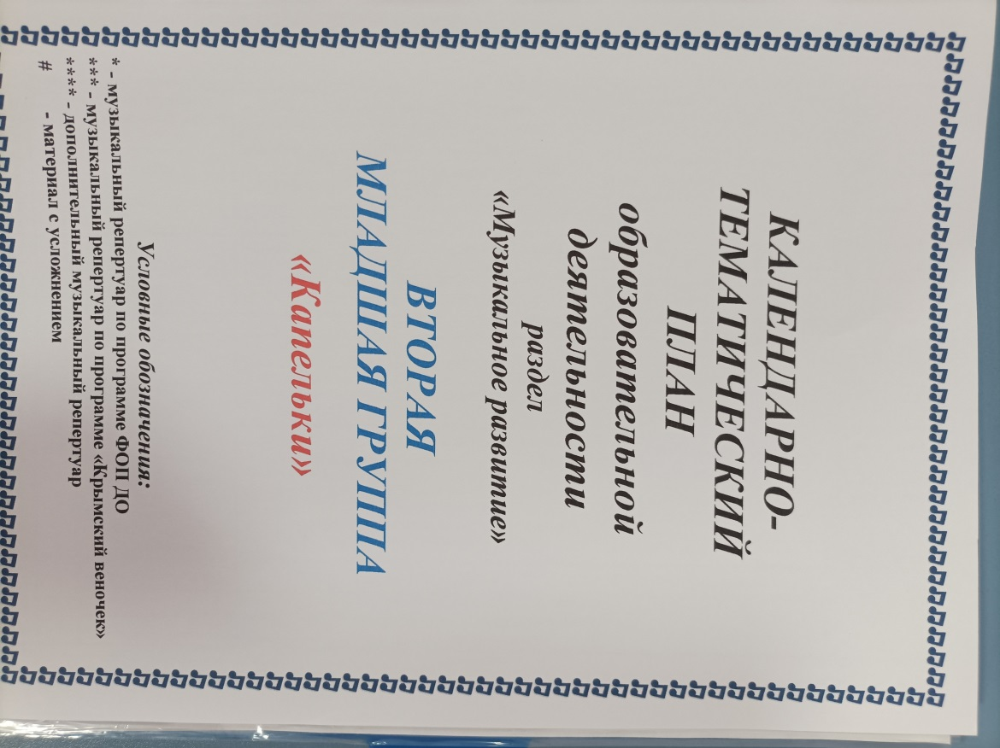 КАЛЕНДАРНО-
ТЕМАТИЧЕСКИЙ
ПЛАН
образовательной
деятельности
раздел
«Музыкальное развитие»
ВТОРАЯ
МЛАДШАЯ ГРУППА
«Капельки»
Условные обозначения:
* - музыкальный репертуар по программе ФОП ДО
*** - музыкальный репертуар по программе «Крымский веночек»
**** - дополнительный музыкальный репертуар
# - материал с усложнением